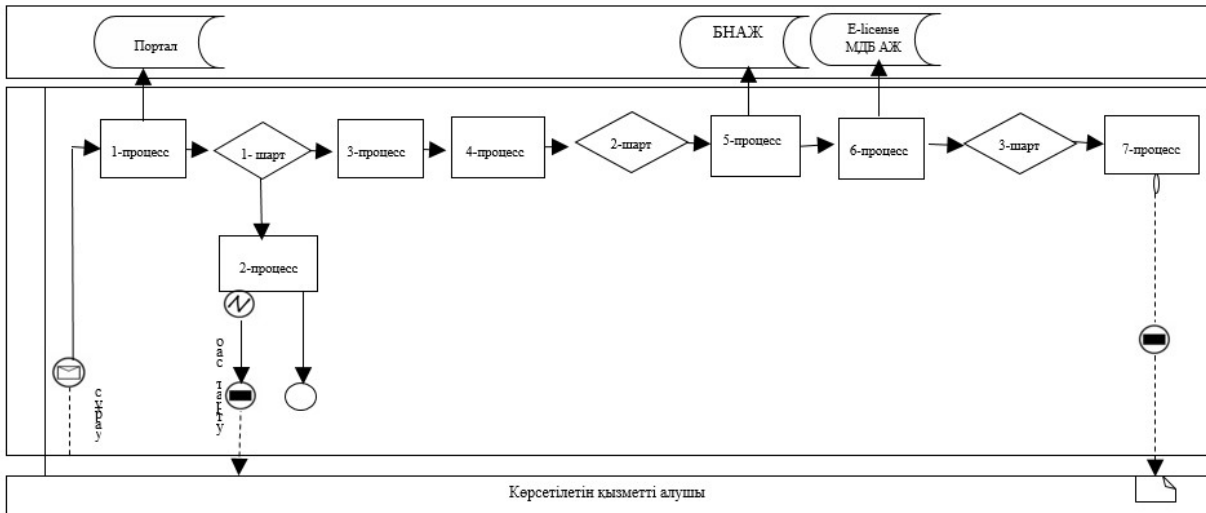 Портал
БНАЖ
E-license
МДБ АЖ
1-процесс
1- шарт
3-процесс
4-процесс
2-шарт
5-процесс
6-процесс
3-шарт
7-процесс
2-процесс
сұрау
Көрсетілетін қызметті алушы